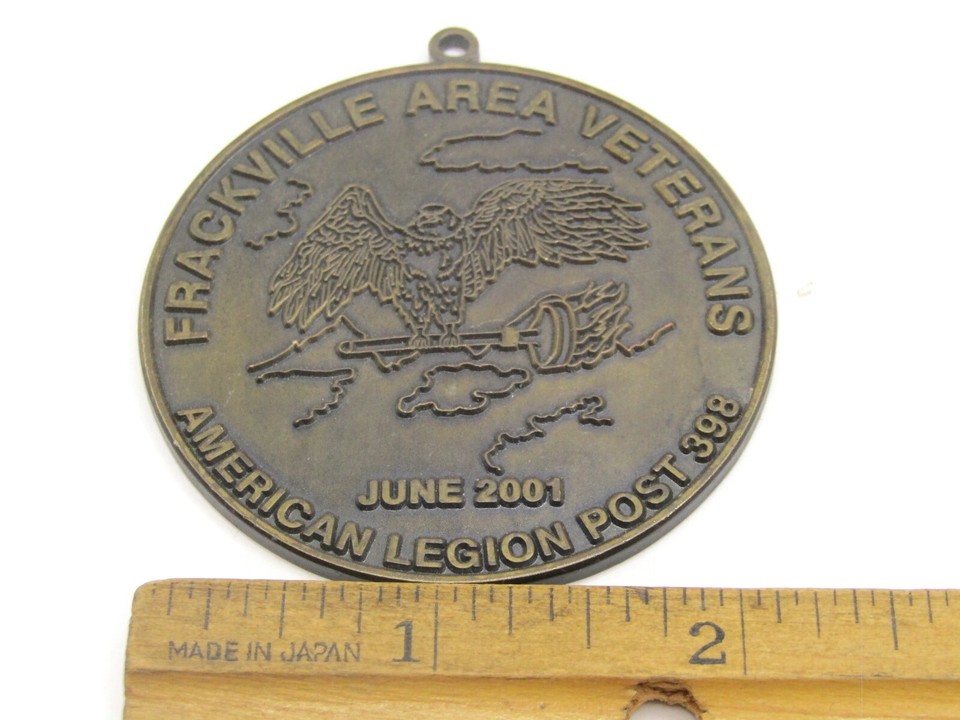 FRACKVILLE AREA VETERANS
JUNE 2001
AMERICAN LEGION POST 398
1 2
MADE IN JAPAN